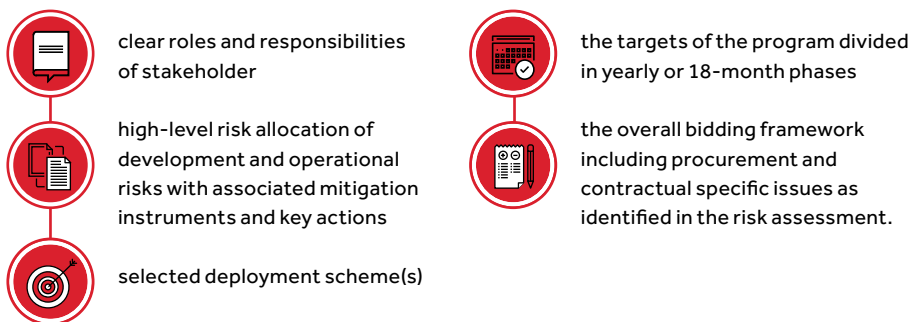 clear roles and responsibilities
of stakeholder
high-level risk allocation of
development and operational
risks with associated mitigation
instruments and key actions
selected deployment scheme(s)
the targets of the program divided
in yearly or 18-month phases
the overall bidding framework
including procurement and
contractual specific issues as
identified in the risk assessment.